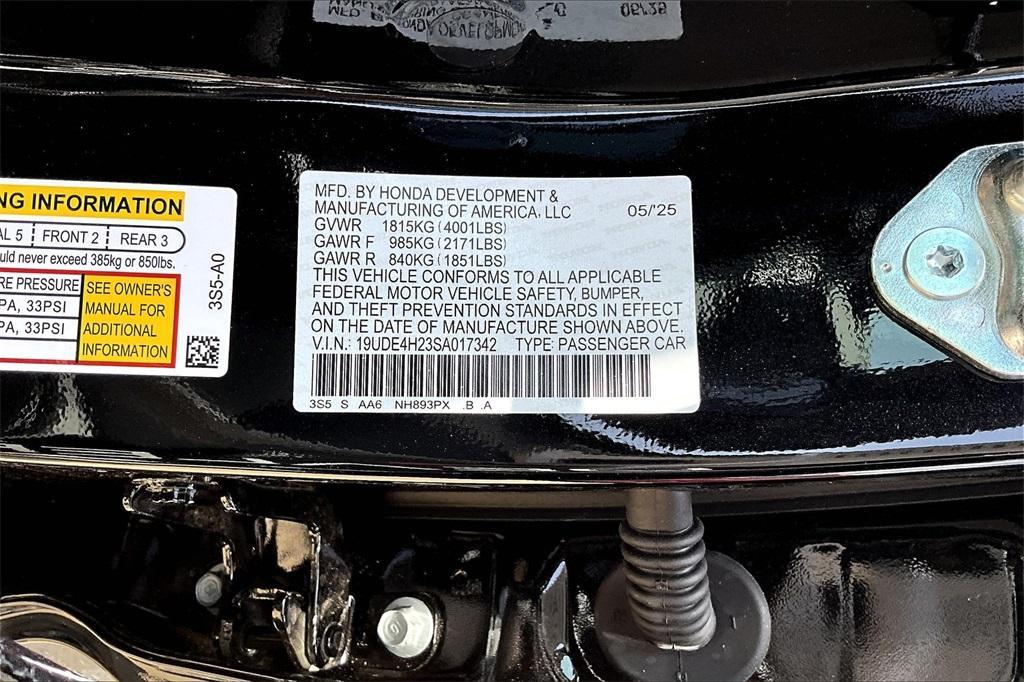 05/'25
NG INFORMATION
AL 5 FRONT 2 REAR 3
uld never exceed 385kg or 850lbs.
RE PRESSURE
PA, 33PSI
PA, 33PSI
SEE OWNER'S
MANUAL FOR
ADDITIONAL
INFORMATION
3S5-A0
MFD. BY HONDA DEVELOPMENT &
MANUFACTURING OF AMERICA, LLC 05/'25
GVWR 1815KG(4001LBS)
GAWR F 985KG(2171LBS)
GAWR R 840KG(1851LBS)
THIS VEHICLE CONFORMS TO ALL APPLICABLE
FEDERAL MOTOR VEHICLE SAFETY, BUMPER,
AND THEFT PREVENTION STANDARDS IN EFFECT
ON THE DATE OF MANUFACTURE SHOWN ABOVE.
V.I.N.: 19UDE4H23SA017342 TYPE: PASSENGER CAR
3S5 S AA6 NH893PX .B .A